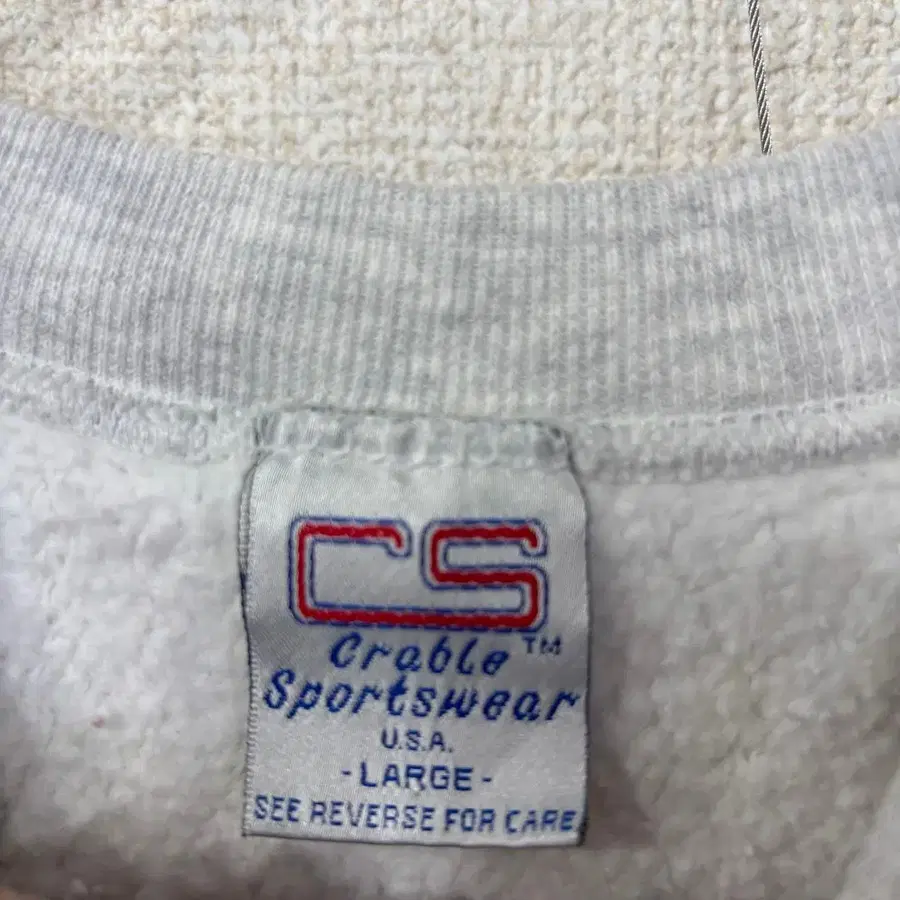 CS
Crable™
Sportswear
U.S.A.
- LARGE -
SEE REVERSE FOR CARE